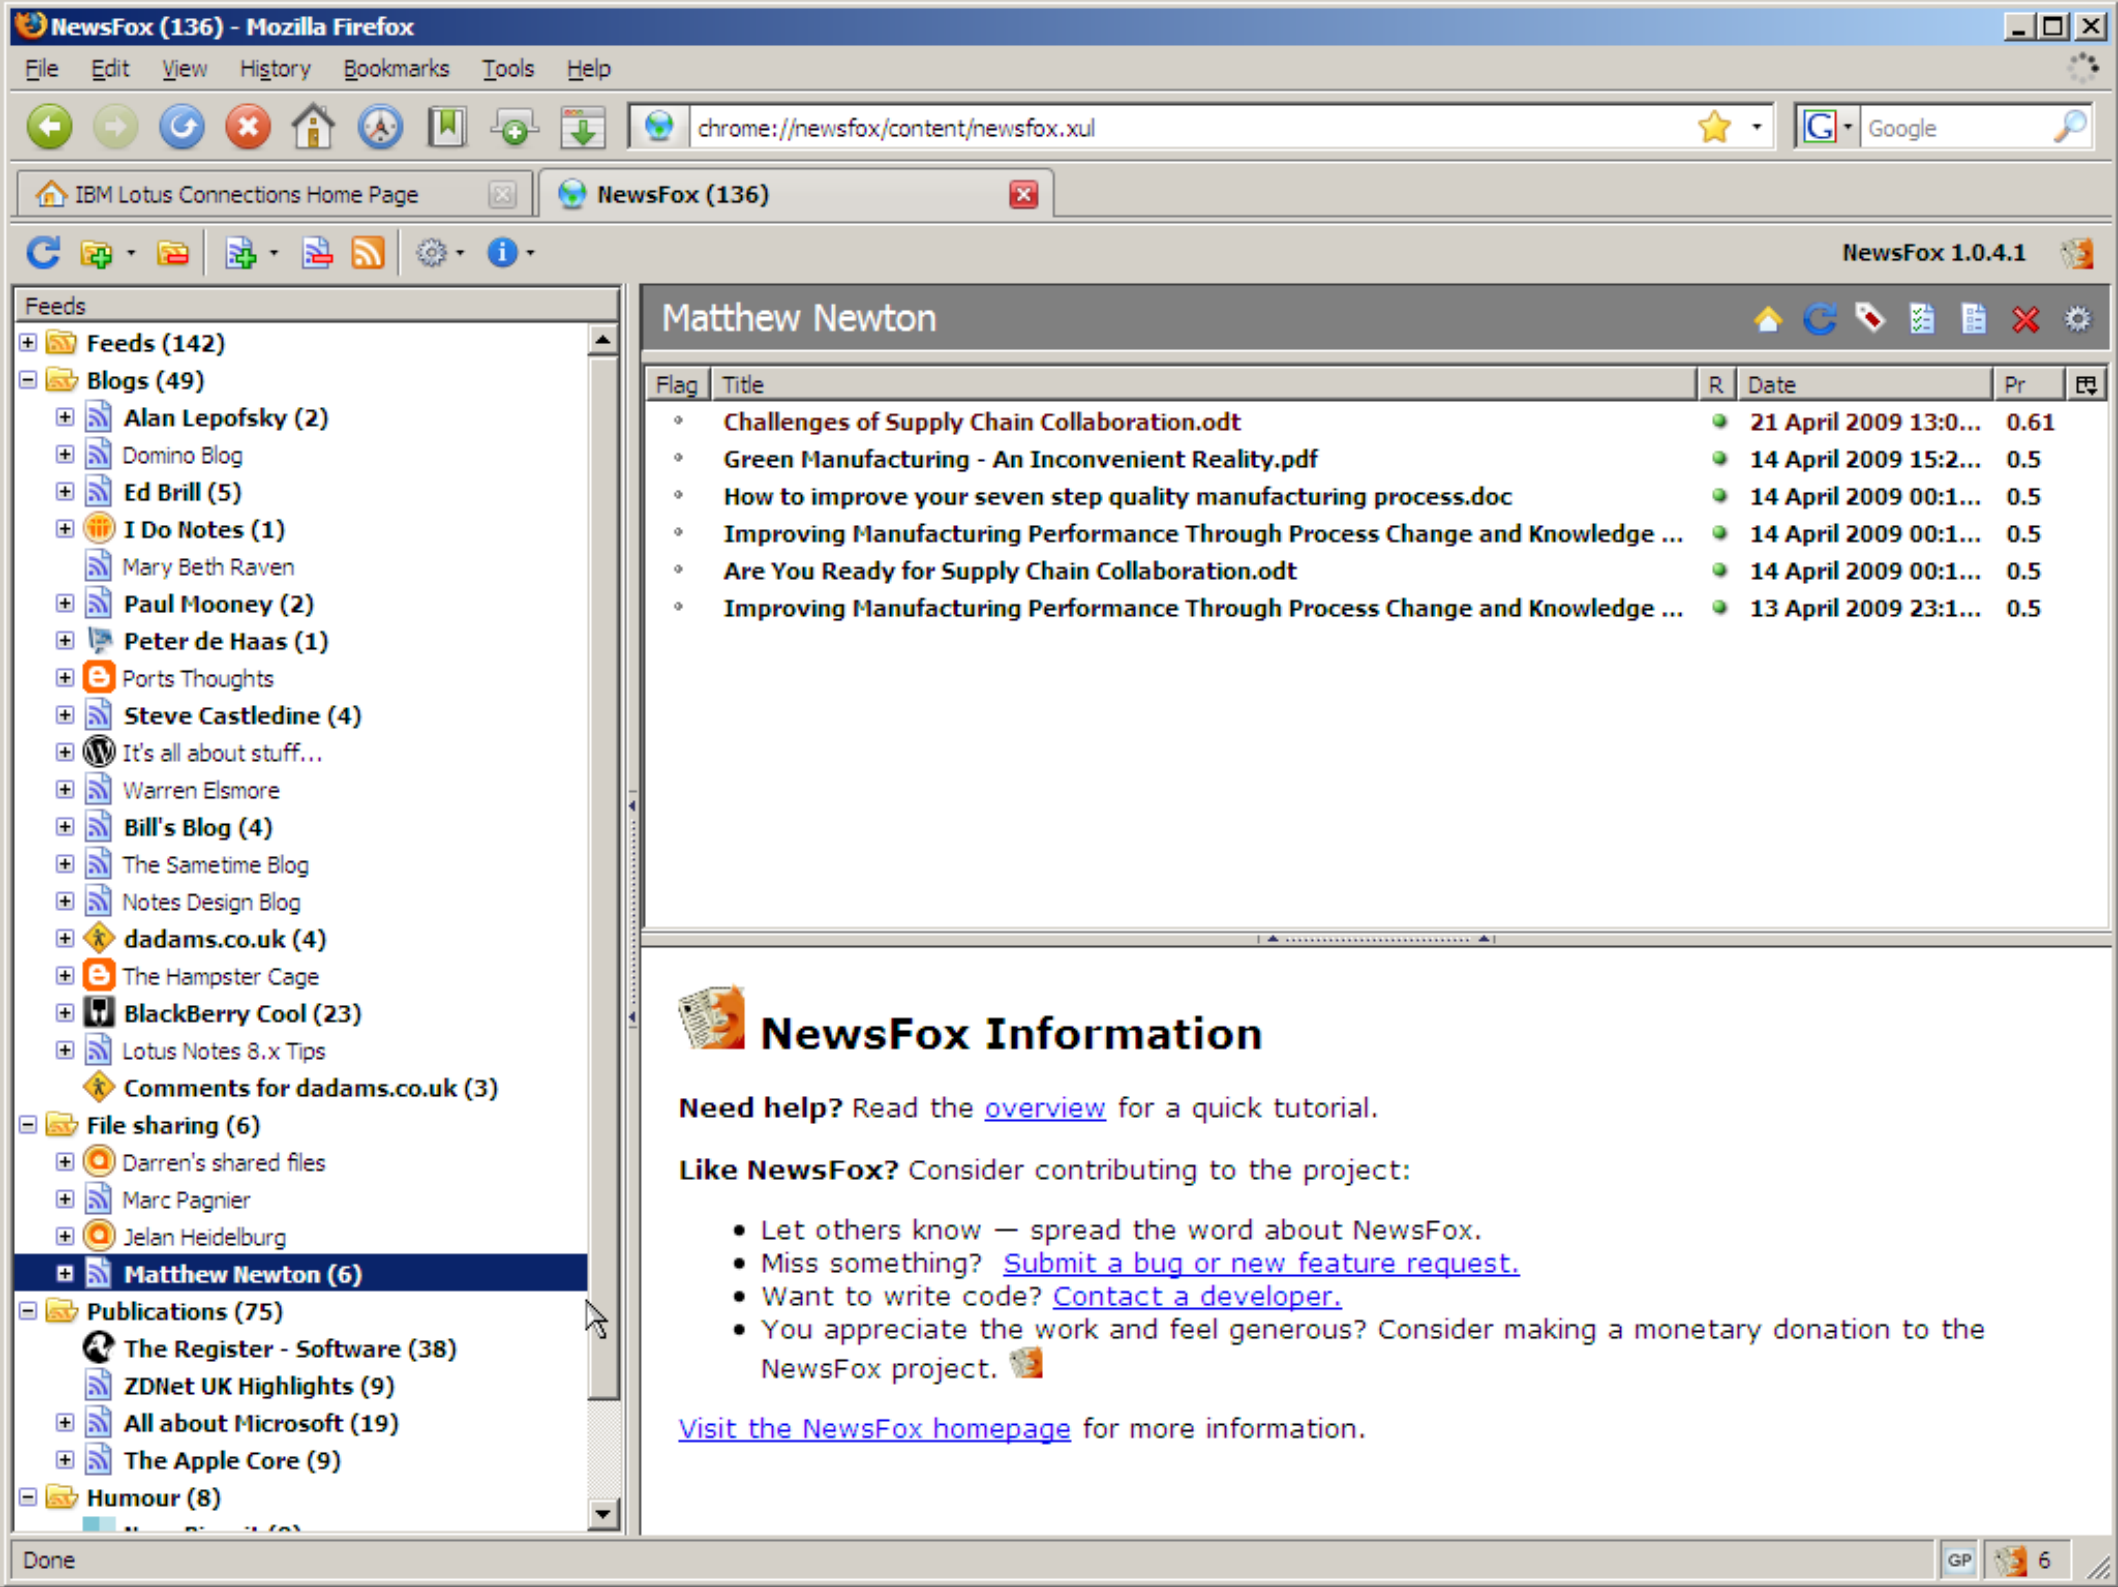 NewsFox (136) - Mozilla Firefox
File Edit View History Bookmarks Tools Help
chrome://newsfox/content/newsfox.xul
G Google
IBM Lotus Connections Home Page
NewsFox (136)
NewsFox 1.0.4.1
Feeds
Feeds (142)
Blogs (49)
Alan Lepofsky (2)
Domino Blog
Ed Brill (5)
I Do Notes (1)
Mary Beth Raven
Paul Mooney (2)
Peter de Haas (1)
Ports Thoughts
Steve Castledine (4)
It's all about stuff...
Warren Elsmore
Bill's Blog (4)
The Sametime Blog
Notes Design Blog
dadams.co.uk (4)
The Hampster Cage
BlackBerry Cool (23)
Lotus Notes 8.x Tips
Comments for dadams.co.uk (3)
File sharing (6)
Darren's shared files
Marc Pagnier
Jelan Heidelburg
Matthew Newton (6)
Publications (75)
The Register - Software (38)
ZDNet UK Highlights (9)
All about Microsoft (19)
The Apple Core (9)
Humour (8)
Matthew Newton
Flag Title R Date Pr
Challenges of Supply Chain Collaboration.odt 21 April 2009 13:0... 0.61
Green Manufacturing - An Inconvenient Reality.pdf 14 April 2009 15:2... 0.5
How to improve your seven step quality manufacturing process.doc 14 April 2009 00:1... 0.5
Improving Manufacturing Performance Through Process Change and Knowledge ... 14 April 2009 00:1... 0.5
Are You Ready for Supply Chain Collaboration.odt 14 April 2009 00:1... 0.5
Improving Manufacturing Performance Through Process Change and Knowledge ... 13 April 2009 23:1... 0.5
NewsFox Information
Need help? Read the overview for a quick tutorial.
Like NewsFox? Consider contributing to the project:
• Let others know — spread the word about NewsFox.
• Miss something? Submit a bug or new feature request.
• Want to write code? Contact a developer.
• You appreciate the work and feel generous? Consider making a monetary donation to the
NewsFox project.
Visit the NewsFox homepage for more information.
Done
GP 6